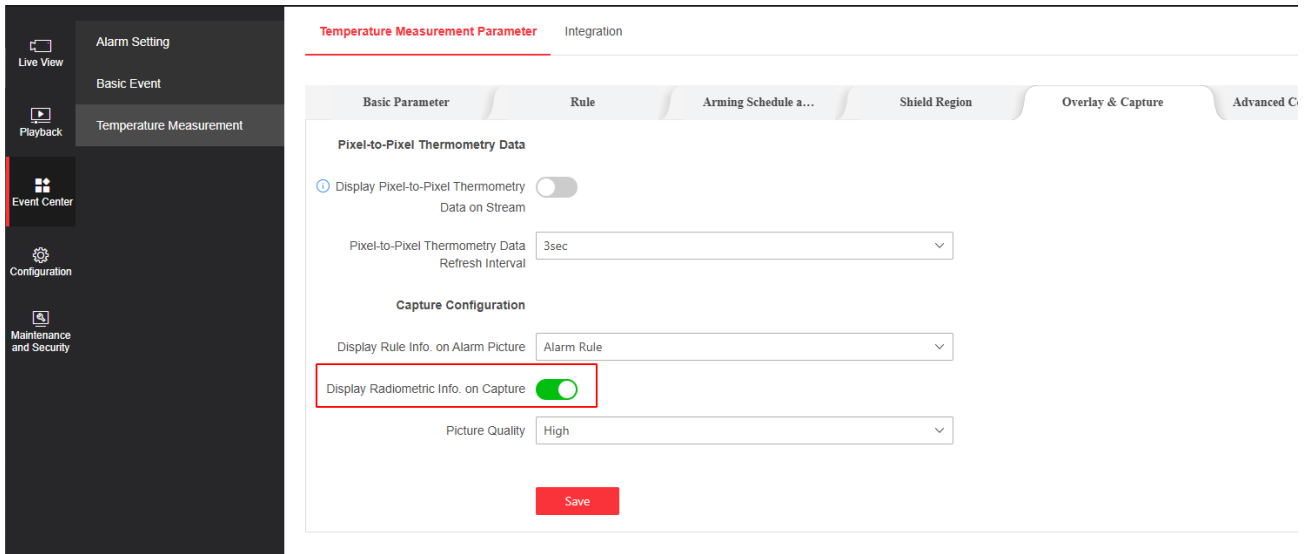 Live View
Playback
Event Center
Configuration
Maintenance
and Security
Alarm Setting
Basic Event
Temperature Measurement
Temperature Measurement Parameter
Integration
Basic Parameter
Rule
Arming Schedule a...
Shield Region
Overlay & Capture
Advanced C
Pixel-to-Pixel Thermometry Data
Display Pixel-to-Pixel Thermometry
Data on Stream
Pixel-to-Pixel Thermometry Data
Refresh Interval
3sec
Capture Configuration
Display Rule Info. on Alarm Picture
Alarm Rule
Display Radiometric Info. on Capture
Picture Quality
High
Save